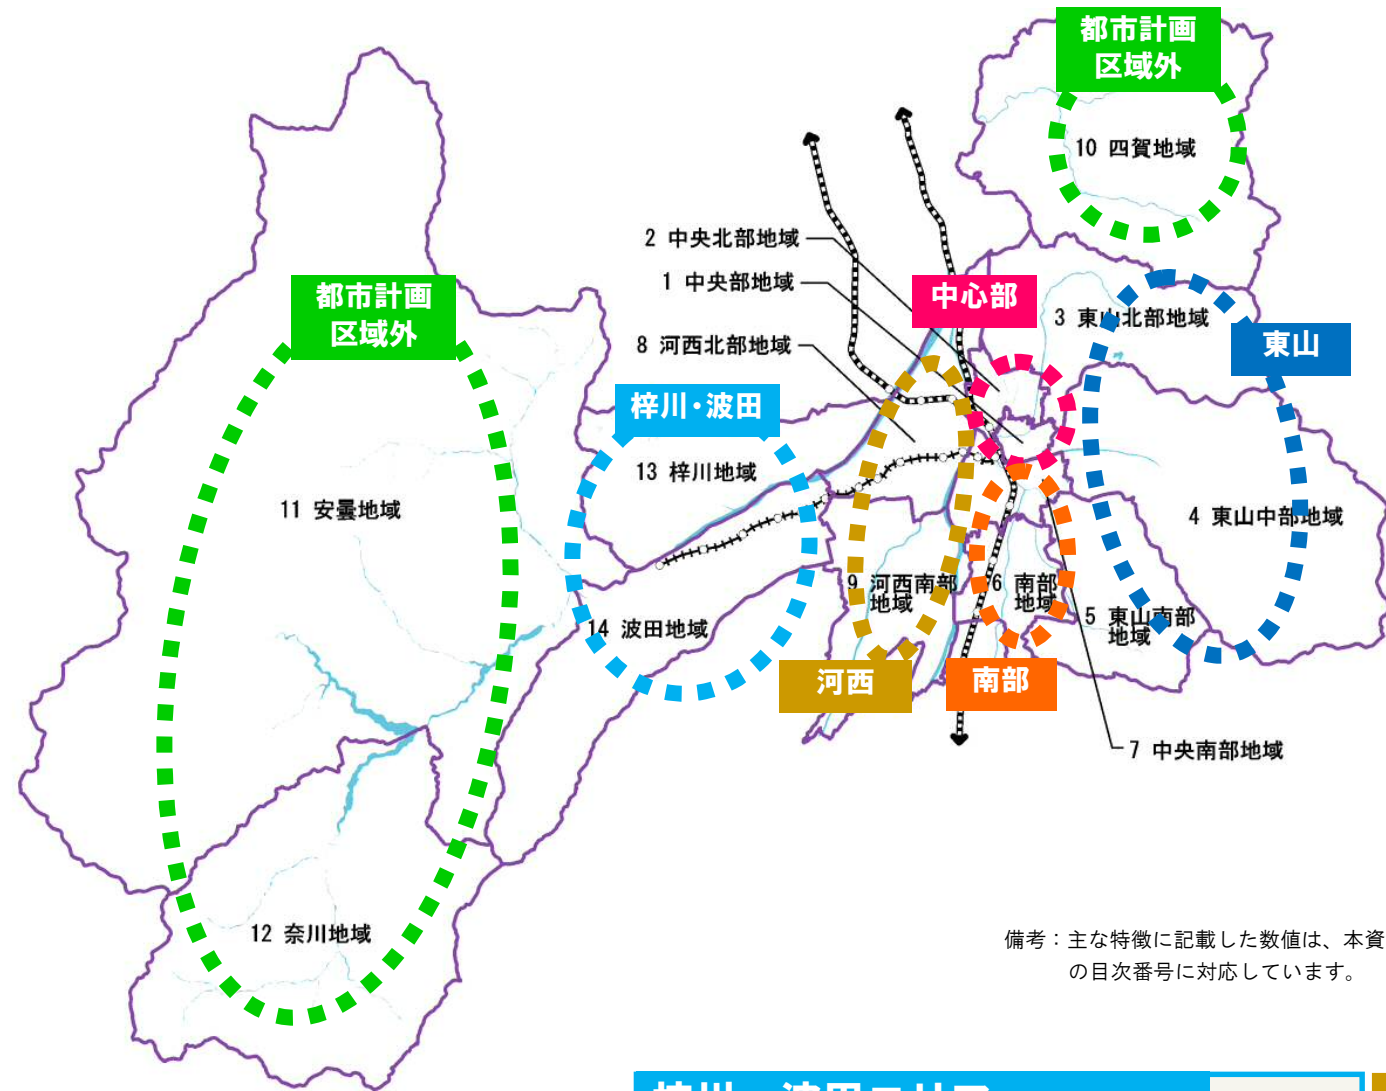 都市計画
区域外
10 四賀地域
2 中央北部地域
1 中央部地域
8 河西北部地域
中心部
3 東山北部地域
東山
都市計画
区域外
梓川・波田
13 梓川地域
11 安曇地域
4 東山中部地域
9 河西南部
地域
6 南部
地域
5 東山南部
地域
14 波田地域
河西
南部
7 中央南部地域
12 奈川地域
備考：主な特徴に記載した数値は、本資
の目次番号に対応しています。